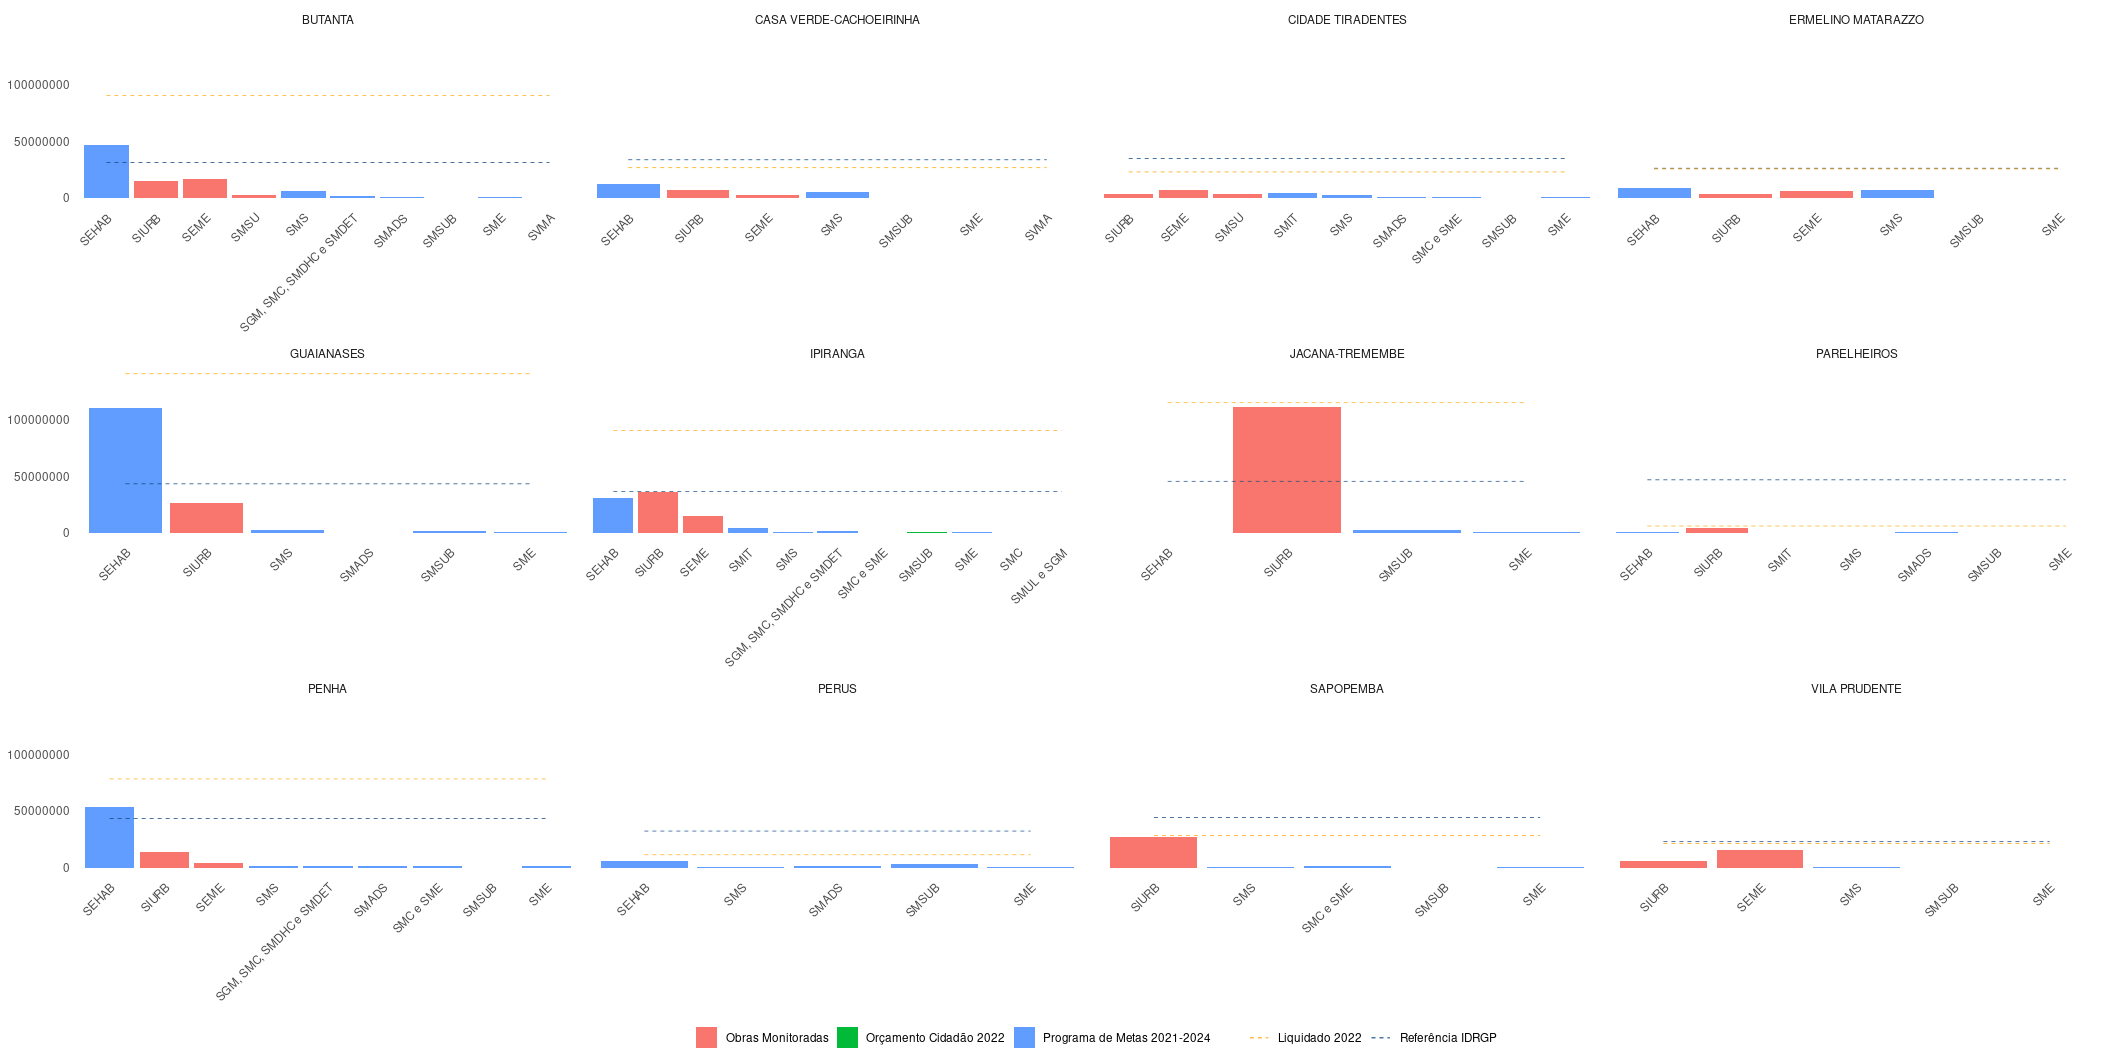 BUTANTA
CASA VERDE-CACHOEIRINHA
CIDADE TIRADENTES
ERMELINO MATARAZZO
100000000
50000000
0
SEHAB
SIURB
SEME
SMSU
SMS
SGM, SMC, SMDHC e SMDET
SMADS
SMSUB
SME
SVMA
SEHAB
SIURB
SEME
SMS
SMSUB
SME
SVMA
SIURB
SEME
SMSU
SMIT
SMS
SMADS
SMC e SME
SMSUB
SME
SEHAB
SIURB
SEME
SMS
SMSUB
SME
GUAIANASES
IPIRANGA
JACANA-TREMEMBE
PARELHEIROS
100000000
50000000
0
SEHAB
SIURB
SMS
SMADS
SMSUB
SME
SEHAB
SIURB
SEME
SMIT
SMS
SGM, SMC, SMDHC e SMDET
SMC e SME
SMSUB
SME
SMC
SMUL e SGM
SEHAB
SIURB
SMSUB
SME
SEHAB
SIURB
SMIT
SMS
SMADS
SMSUB
SME
PENHA
PERUS
SAPOPEMBA
VILA PRUDENTE
100000000
50000000
0
SEHAB
SIURB
SEME
SMS
SGM, SMC, SMDHC e SMDET
SMADS
SMC e SME
SMSUB
SME
SEHAB
SMS
SMADS
SMSUB
SME
SIURB
SMS
SMC e SME
SMSUB
SME
SIURB
SEME
SMS
SMSUB
SME
Obras Monitoradas
Orçamento Cidadão 2022
Programa de Metas 2021-2024
Liquidado 2022
Referência IDRGP